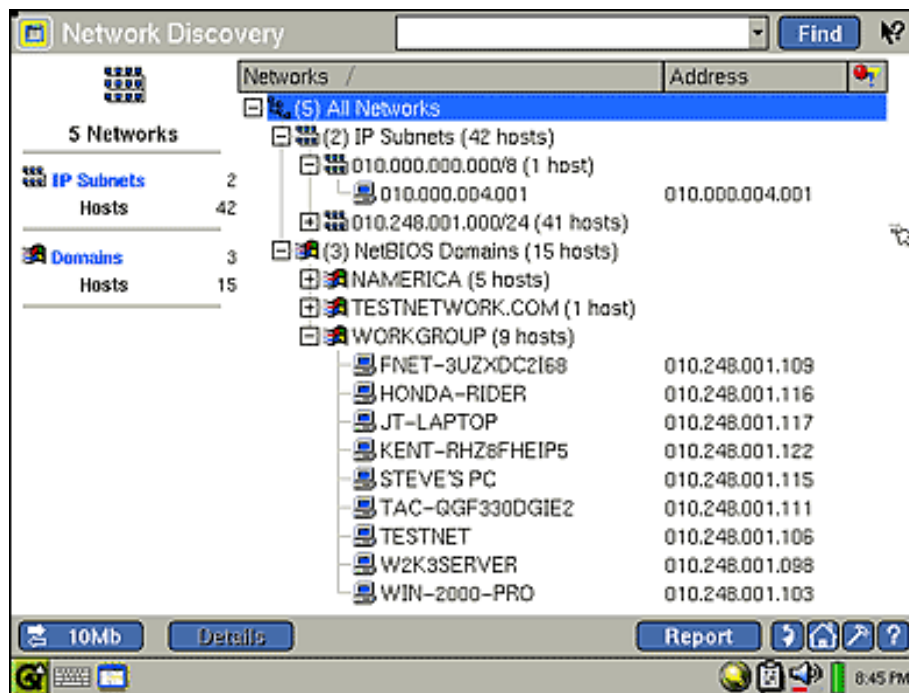 Network Discovery Find
Networks / Address
5 Networks
IP Subnets 2
Hosts 42
Domains 3
Hosts 15
(5) All Networks
(2) IP Subnets (42 hosts)
010.000.000.000/8 (1 host)
010.000.004.001 010.000.004.001
010.248.001.000/24 (41 hosts)
(3) NetBIOS Domains (15 hosts)
NAMERICA (5 hosts)
TESTNETWORK.COM (1 host)
WORKGROUP (9 hosts)
FNET-3UZXDC2I68 010.248.001.109
HONDA-RIDER 010.248.001.116
JT-LAPTOP 010.248.001.117
KENT-RHZ8FHEIP5 010.248.001.122
STEVE'S PC 010.248.001.115
TAC-QGF330DGIE2 010.248.001.111
TESTNET 010.248.001.106
W2K3SERVER 010.248.001.098
WIN-2000-PRO 010.248.001.103
10Mb Details Report ?
8:45 PM